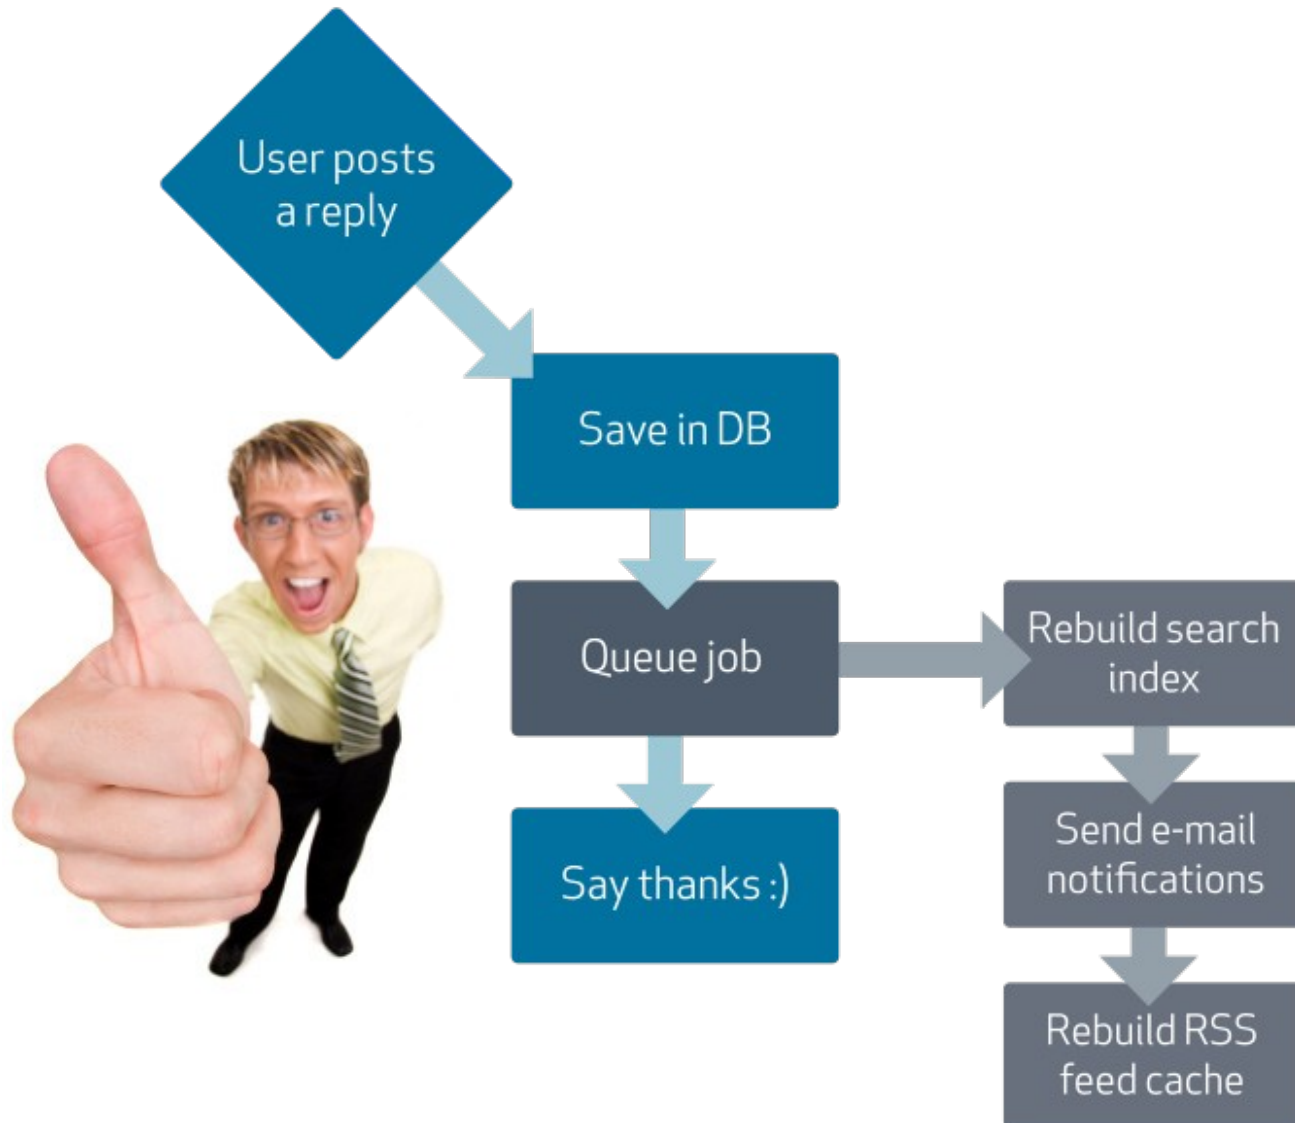 User posts
a reply
Save in DB
Queue job
Say thanks :)
Rebuild search
index
Send e-mail
notifications
Rebuild RSS
feed cache